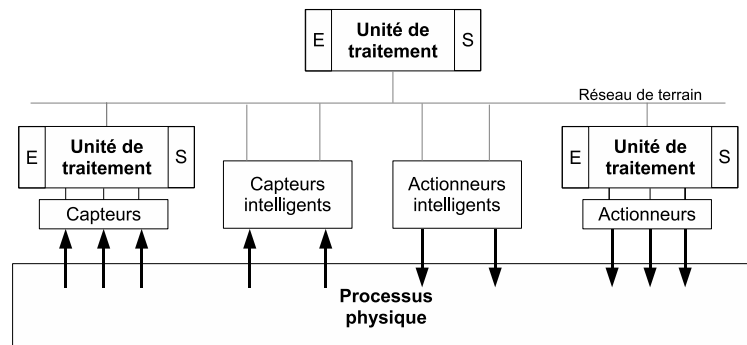 E
Unité de
traitement
S
Réseau de terrain
E
Unité de
traitement
S
Capteurs
Capteurs
intelligents
Actionneurs
intelligents
E
Unité de
traitement
S
Actionneurs
Processus
physique